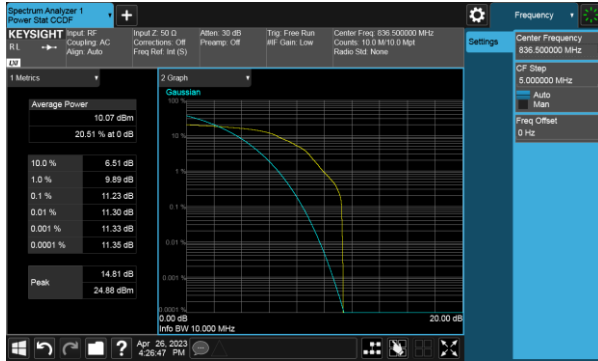 Spectrum Analyzer 1
Power Stat CCDF
KEYSIGHT
RL
Input: RF
Coupling: AC
Align: Auto
Input Z: 50 Ω
Corrections: Off
Freq Ref: Int (S)
Atten: 30 dB
Preamp: Off
Trig: Free Run
#IF Gain: Low
Center Freq: 836.500000 MHz
Counts: 10.0 M/10.0 Mpt
Radio Std: None
1 Metrics
Average Power
10.07 dBm
20.51 % at 0 dB
10.0 % 6.51 dB
1.0 % 9.89 dB
0.1 % 11.23 dB
0.01 % 11.30 dB
0.001 % 11.33 dB
0.0001 % 11.35 dB
Peak
14.81 dB
24.88 dBm
2 Graph
Gaussian
100 %
10 %
1 %
0.1 %
0.01 %
0.001 %
0.0001 %
0.00 dB
20.00 dB
Info BW 10.000 MHz
Apr 26, 2023
4:26:47 PM
Frequency
Settings
Center Frequency
836.500000 MHz
CF Step
5.000000 MHz
Auto
Man
Freq Offset
0 Hz